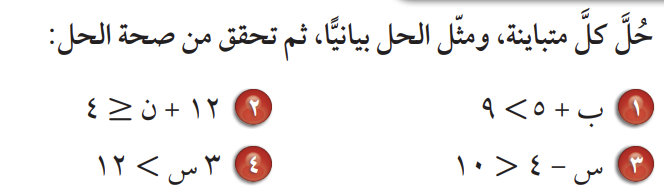 حُلَّ كلَّ متباينة، ومثّل الحل بيانيًّا، ثم تحقق من صحة الحل:
١ ب + ٥ > ٩
٢ ١٢ + ن ≤ ٤
٣ س – ٤ < ١٠
٤ ٣ س > ١٢